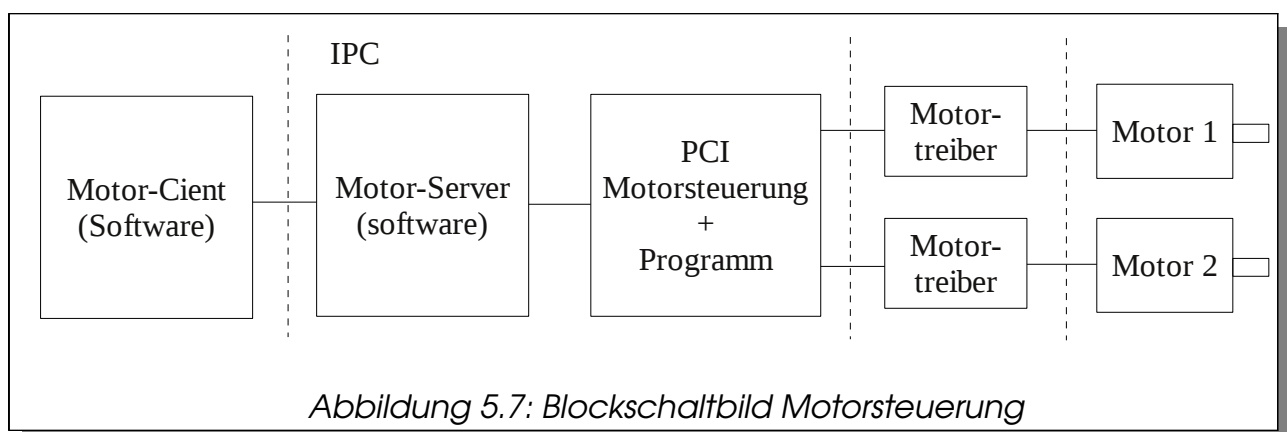 IPC
Motor-Cient
(Software)
Motor-Server
(software)
PCI
Motorsteuerung
+
Programm
Motor-
treiber
Motor 1
Motor-
treiber
Motor 2
Abbildung 5.7: Blockschaltbild Motorsteuerung